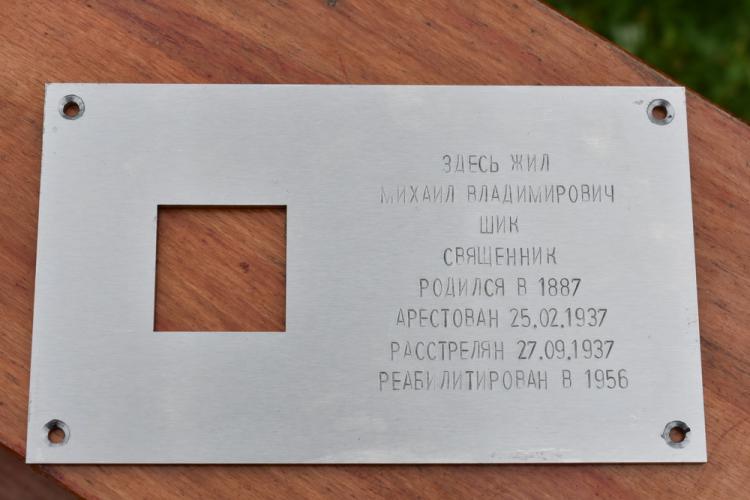 ЗДЕСЬ ЖИЛ
МИХАИЛ ВЛАДИМИРОВИЧ
ШИК
СВЯЩЕННИК
РОДИЛСЯ В 1887
АРЕСТОВАН 25.02.1937
РАССТРЕЛЯН 27.09.1937
РЕАБИЛИТИРОВАН В 1956